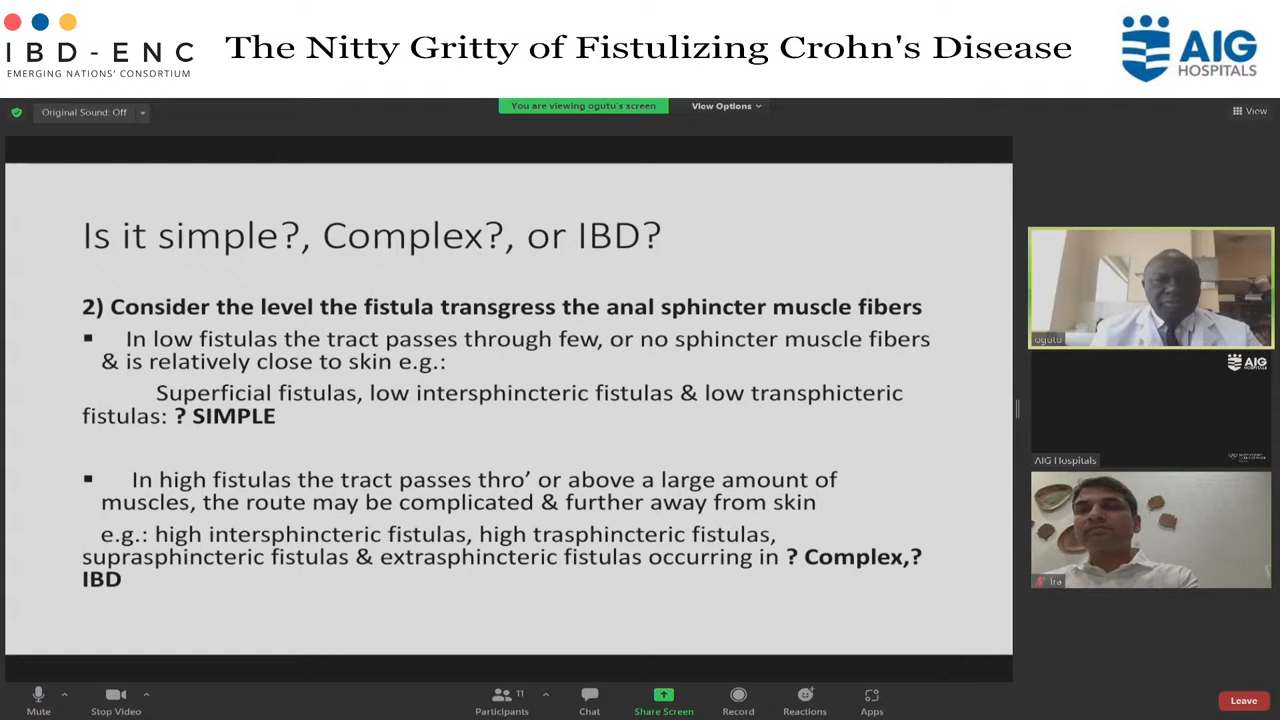 IBD-ENC
EMERGING NATIONS' CONSORTIUM
The Nitty Gritty of Fistulizing Crohn's Disease
AIG
HOSPITALS
Original Sound: Off
You are viewing ogutu's screen
View Options
View
Is it simple?, Complex?, or IBD?
2) Consider the level the fistula transgress the anal sphincter muscle fibers
▪ In low fistulas the tract passes through few, or no sphincter muscle fibers
& is relatively close to skin e.g.:
Superficial fistulas, low intersphincteric fistulas & low transphicteric
fistulas: ? SIMPLE
▪ In high fistulas the tract passes thro’ or above a large amount of
muscles, the route may be complicated & further away from skin
e.g.: high intersphincteric fistulas, high trasphincteric fistulas,
suprasphincteric fistulas & extrasphincteric fistulas occurring in ? Complex,?
IBD
ogutu
AIG
HOSPITALS
AIG Hospitals
Ira
Mute
Stop Video
Participants
11
Chat
Share Screen
Record
Reactions
Apps
Leave